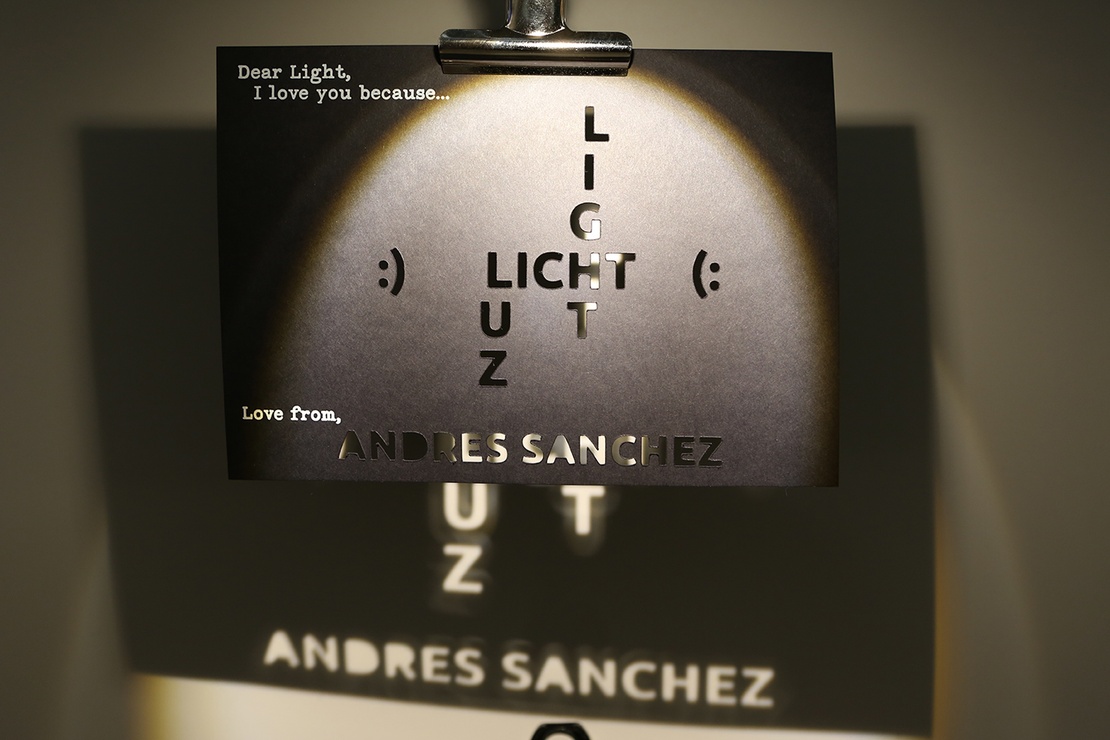 Dear Light,
I love you because...
L
I
G
:) LICHT (:
U T
Z
Love from,
ANDRES SANCHEZ
U T
Z
ANDRES SANCHEZ